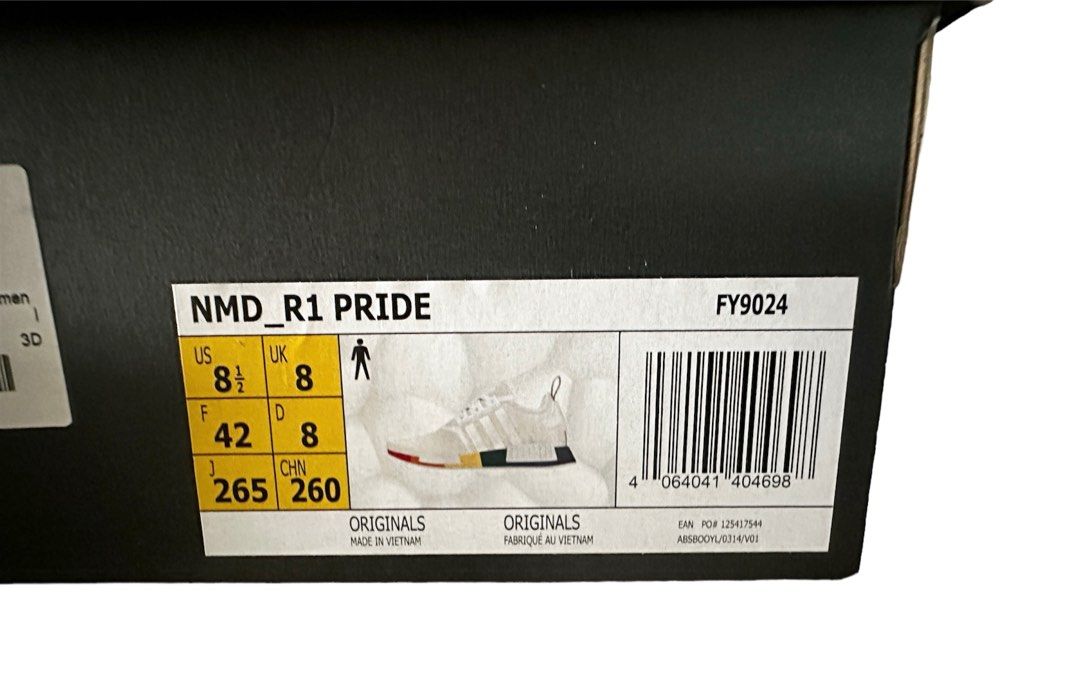 men
3D
NMD_R1 PRIDE
FY9024
US 8½
UK 8
F 42
D 8
J 265
CHN 260
4 064041 404698
ORIGINALS
MADE IN VIETNAM
ORIGINALS
FABRIQUÉ AU VIETNAM
EAN PO# 125417544
ABSBOOYL/0314/V01